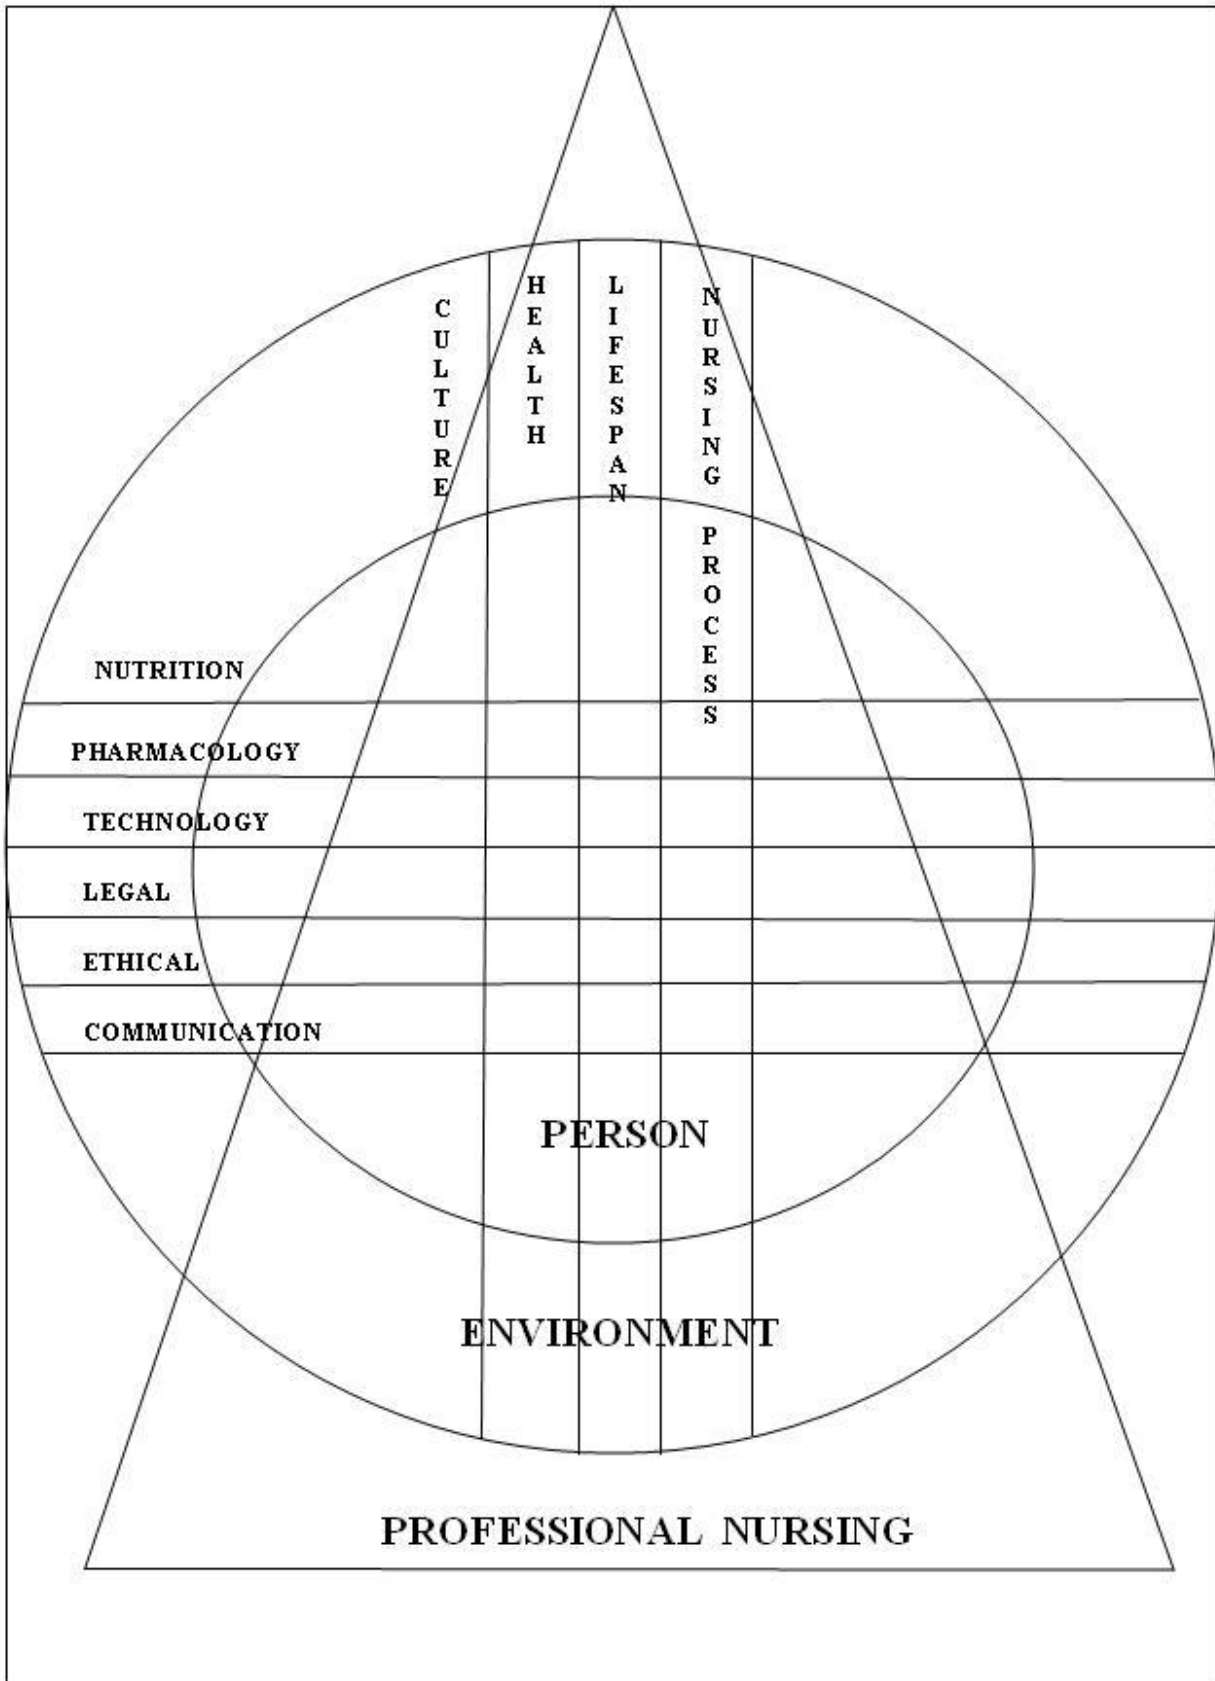 CULTURE
HEALTH
LIFESPAN
NURSING PROCESS
NUTRITION
PHARMACOLOGY
TECHNOLOGY
LEGAL
ETHICAL
COMMUNICATION
PERSON
ENVIRONMENT
PROFESSIONAL NURSING